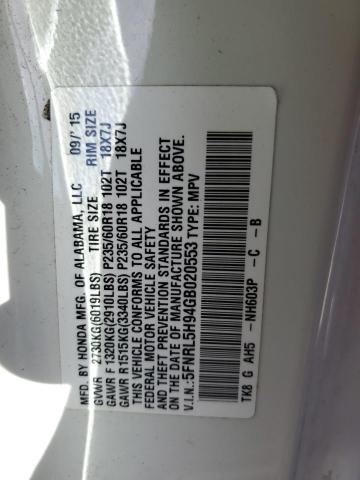 MFD. BY HONDA MFG. OF ALABAMA, LLC 09/'15
TIRE SIZE RIM SIZE
GVWR 2730KG(6019LBS)
GAWR F 1320KG(2910LBS) P235/60R18 102T 18X7J
GAWR R1515KG(3340LBS) P235/60R18 102T 18X7J
THIS VEHICLE CONFORMS TO ALL APPLICABLE
FEDERAL MOTOR VEHICLE SAFETY
AND THEFT PREVENTION STANDARDS IN EFFECT
ON THE DATE OF MANUFACTURE SHOWN ABOVE.
V.I.N.: 5FNRL5H94GB020553 TYPE: MPV
TK8 G AH5 - NH603P - C - B